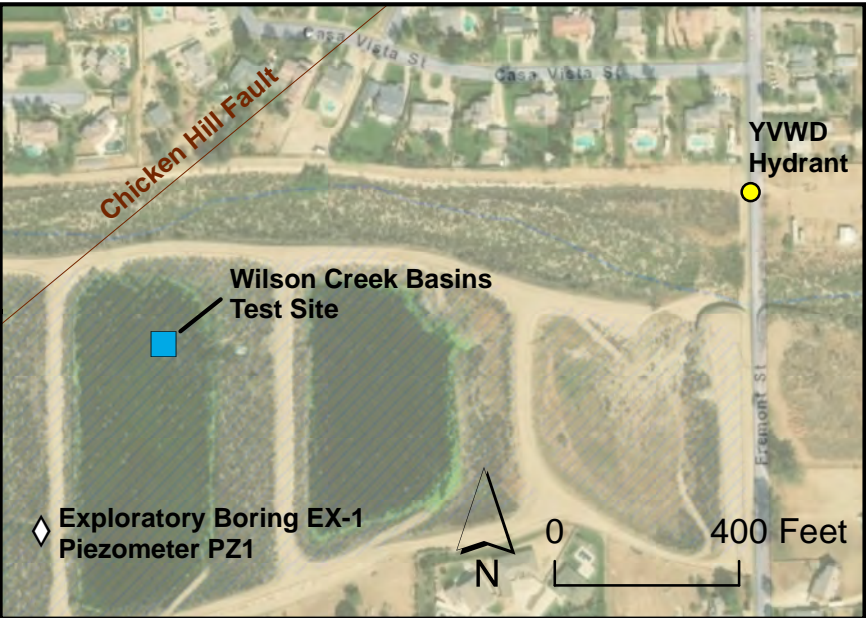 Casa Vista St
Casa Vista St
Chicken Hill Fault
YVWD
Hydrant
Wilson Creek Basins
Test Site
Fremont St
Exploratory Boring EX-1
Piezometer PZ1
N
0 400 Feet